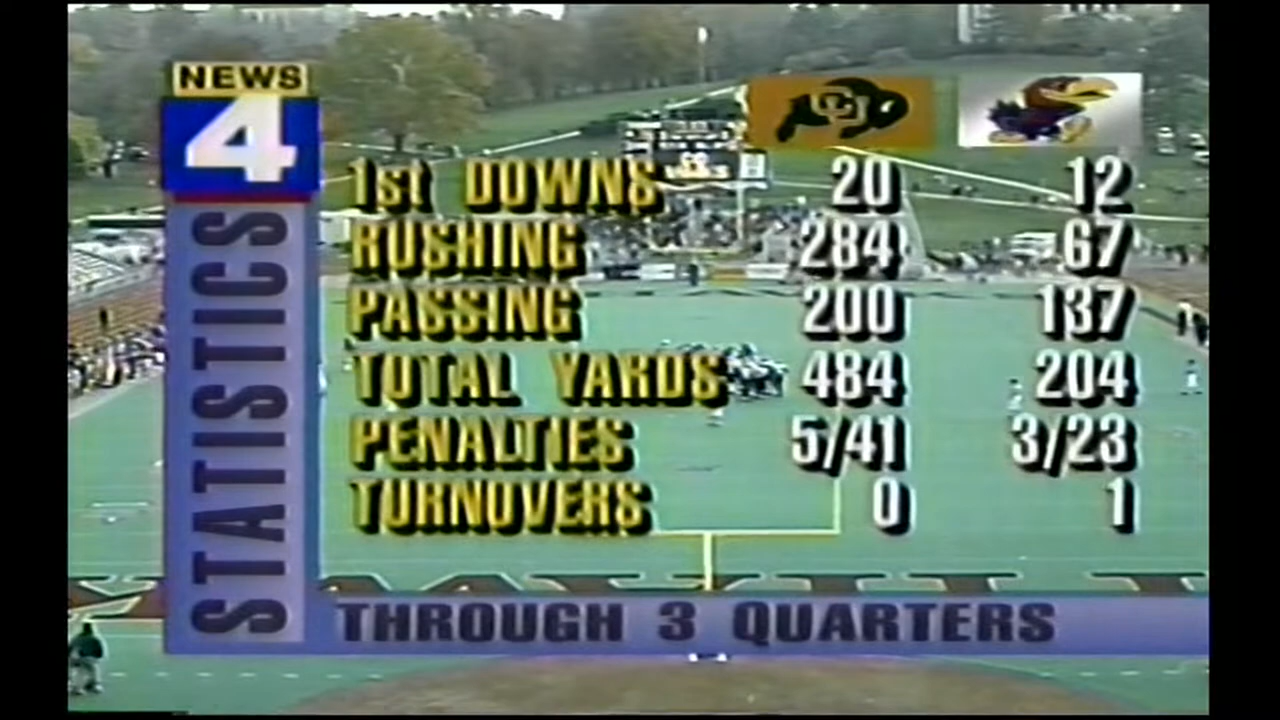 NEWS
4
STATISTICS
CU
1st DOWNS 20 12
RUSHING 284 67
PASSING 200 137
TOTAL YARDS 484 204
PENALTIES 5/41 3/23
TURNOVERS 0 1
THROUGH 3 QUARTERS